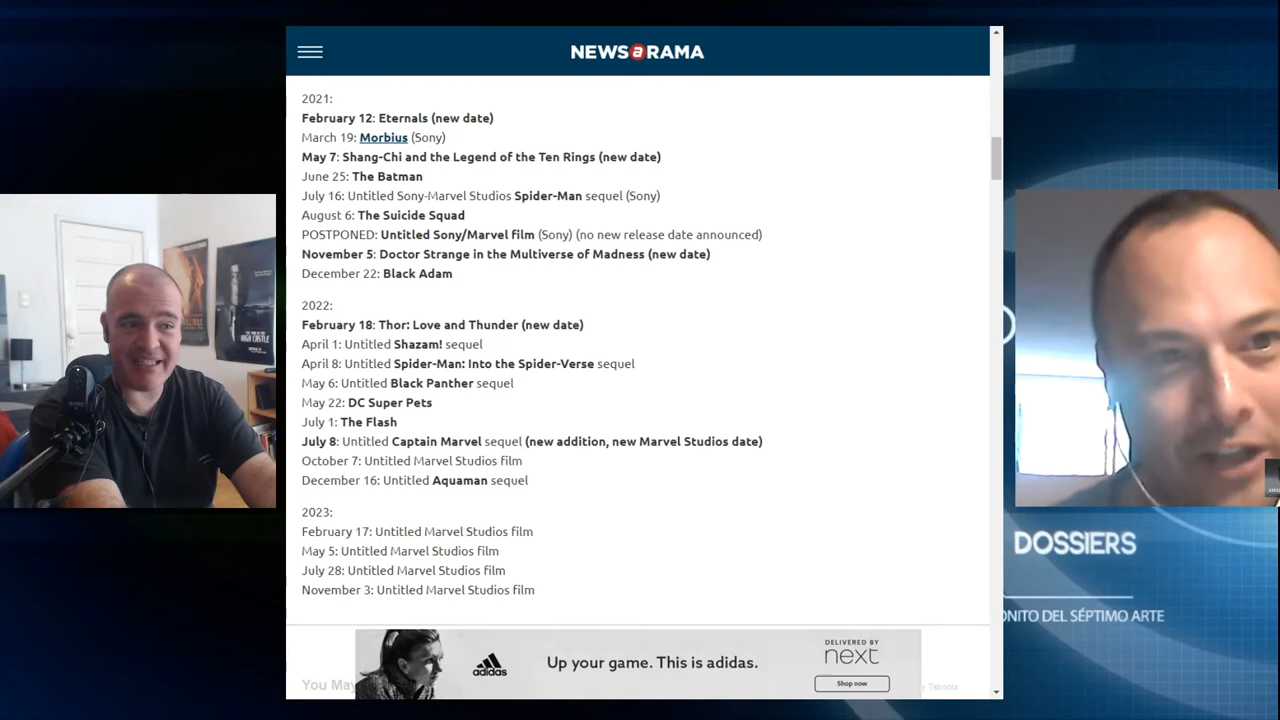 NEWSaRAMA
2021:
February 12: Eternals (new date)
March 19: Morbius (Sony)
May 7: Shang-Chi and the Legend of the Ten Rings (new date)
June 25: The Batman
July 16: Untitled Sony-Marvel Studios Spider-Man sequel (Sony)
August 6: The Suicide Squad
POSTPONED: Untitled Sony/Marvel film (Sony) (no new release date announced)
November 5: Doctor Strange in the Multiverse of Madness (new date)
December 22: Black Adam
2022:
February 18: Thor: Love and Thunder (new date)
April 1: Untitled Shazam! sequel
April 8: Untitled Spider-Man: Into the Spider-Verse sequel
May 6: Untitled Black Panther sequel
May 22: DC Super Pets
July 1: The Flash
July 8: Untitled Captain Marvel sequel (new addition, new Marvel Studios date)
October 7: Untitled Marvel Studios film
December 16: Untitled Aquaman sequel
2023:
February 17: Untitled Marvel Studios film
May 5: Untitled Marvel Studios film
July 28: Untitled Marvel Studios film
November 3: Untitled Marvel Studios film
adidas
Up your game. This is adidas.
DELIVERED BY
next
Shop now
You May
Taboola
HIGH CASTLE
DOSSIERS
ONITO DEL SÉPTIMO ARTE